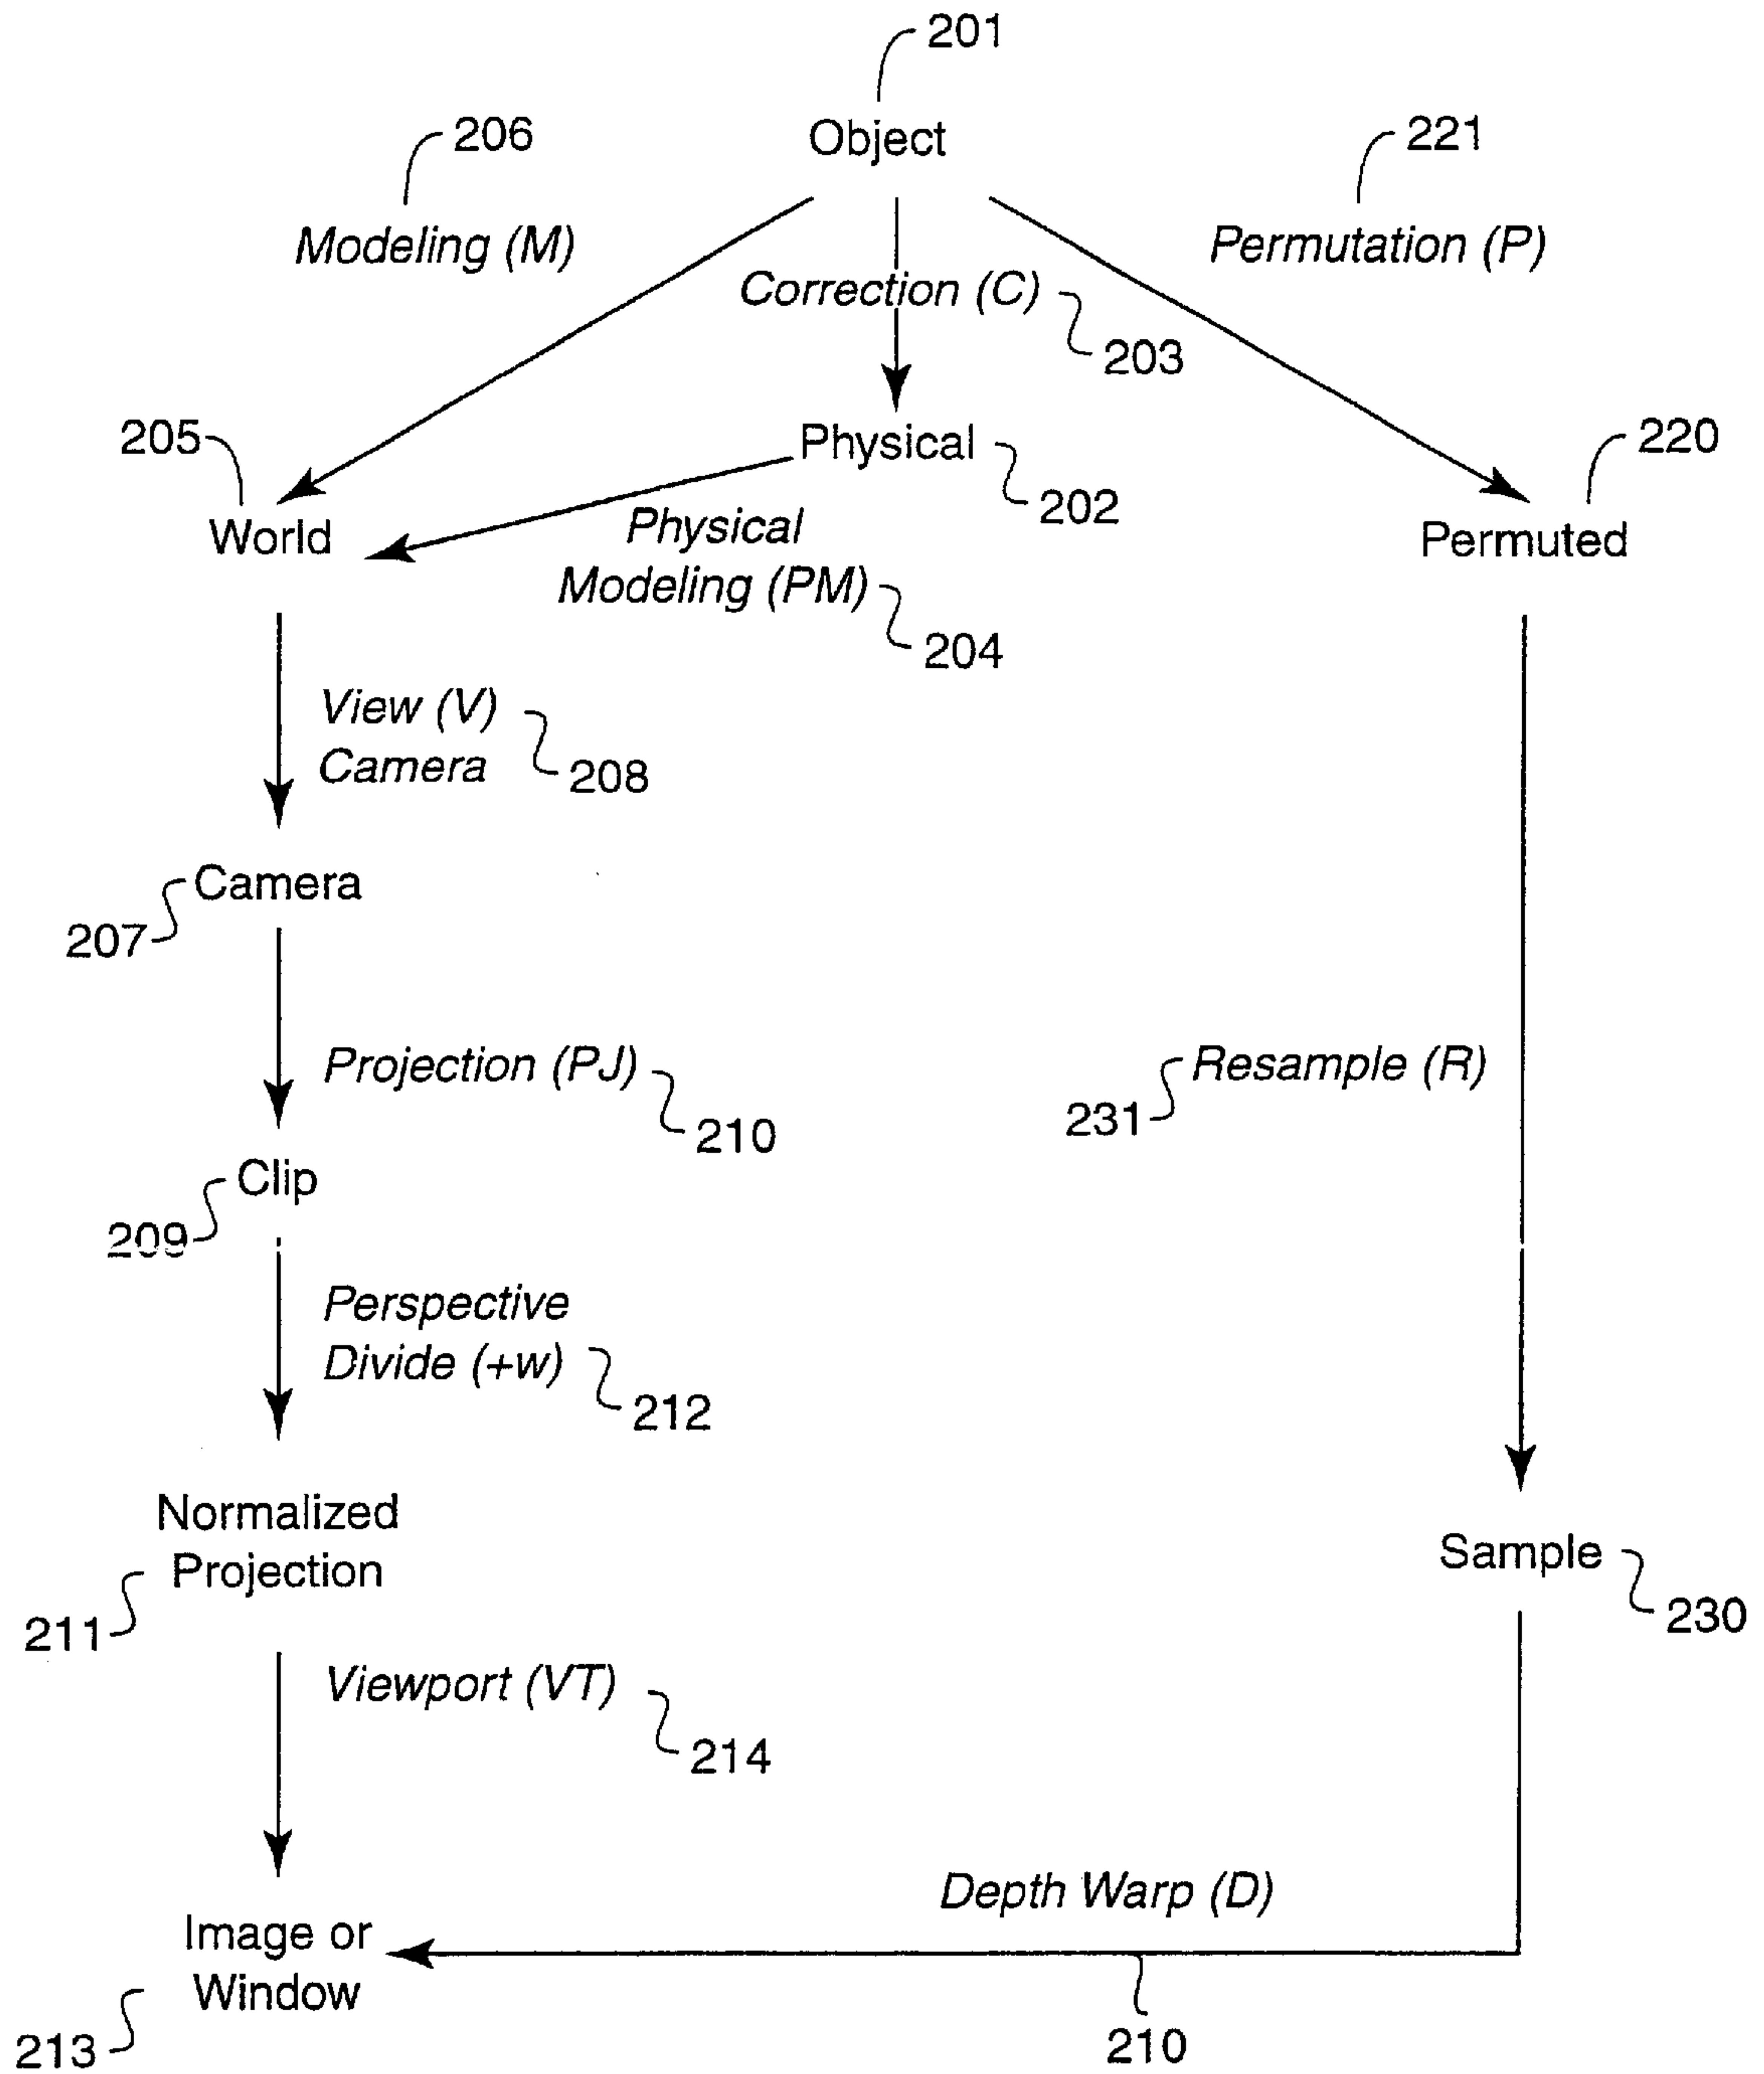 201
Object
206
Modeling (M)
221
Permutation (P)
Correction (C)
203
205
World
Physical
202
220
Permuted
Physical
Modeling (PM)
204
View (V)
Camera
208
Camera
207
Projection (PJ)
210
231
Resample (R)
Clip
209
Perspective
Divide (+w)
212
Normalized
Projection
211
Sample
230
Viewport (VT)
214
Depth Warp (D)
210
Image or
Window
213